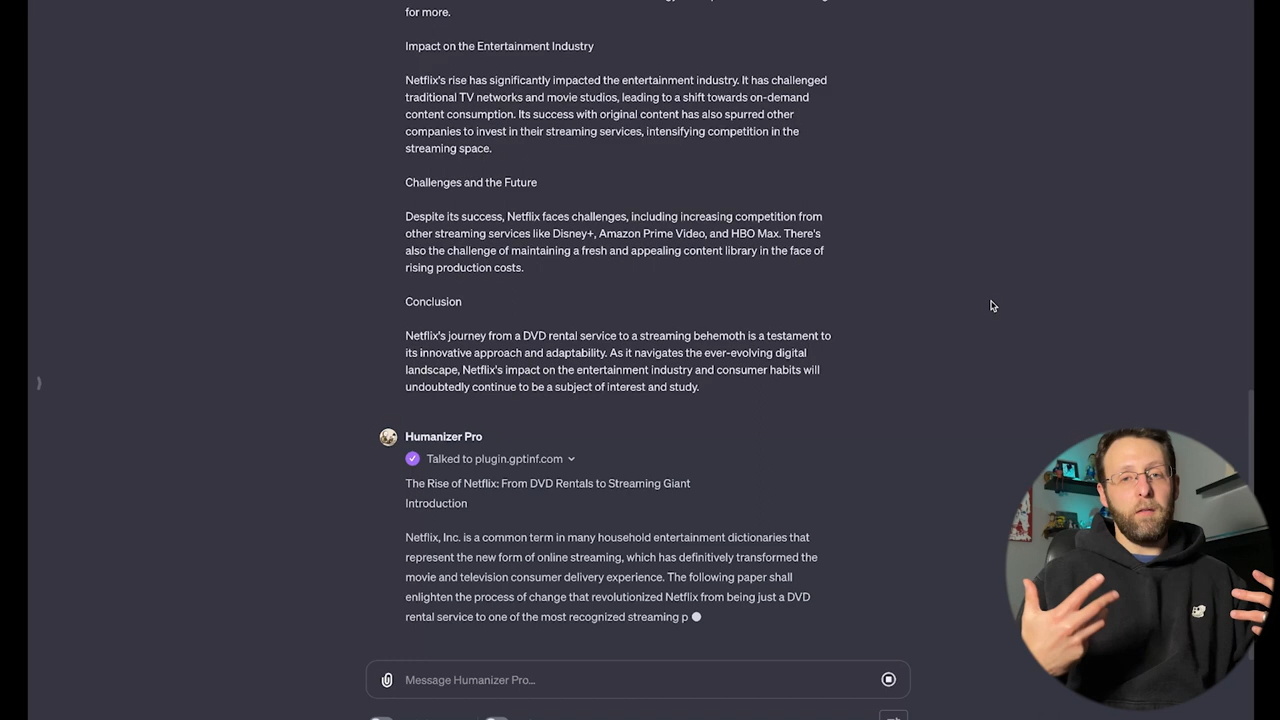 for more.
Impact on the Entertainment Industry
Netflix's rise has significantly impacted the entertainment industry. It has challenged
traditional TV networks and movie studios, leading to a shift towards on-demand
content consumption. Its success with original content has also spurred other
companies to invest in their streaming services, intensifying competition in the
streaming space.
Challenges and the Future
Despite its success, Netflix faces challenges, including increasing competition from
other streaming services like Disney+, Amazon Prime Video, and HBO Max. There's
also the challenge of maintaining a fresh and appealing content library in the face of
rising production costs.
Conclusion
Netflix's journey from a DVD rental service to a streaming behemoth is a testament to
its innovative approach and adaptability. As it navigates the ever-evolving digital
landscape, Netflix's impact on the entertainment industry and consumer habits will
undoubtedly continue to be a subject of interest and study.
Humanizer Pro
Talked to plugin.gptinf.com
The Rise of Netflix: From DVD Rentals to Streaming Giant
Introduction
Netflix, Inc. is a common term in many household entertainment dictionaries that
represent the new form of online streaming, which has definitively transformed the
movie and television consumer delivery experience. The following paper shall
enlighten the process of change that revolutionized Netflix from being just a DVD
rental service to one of the most recognized streaming p
Message Humanizer Pro...